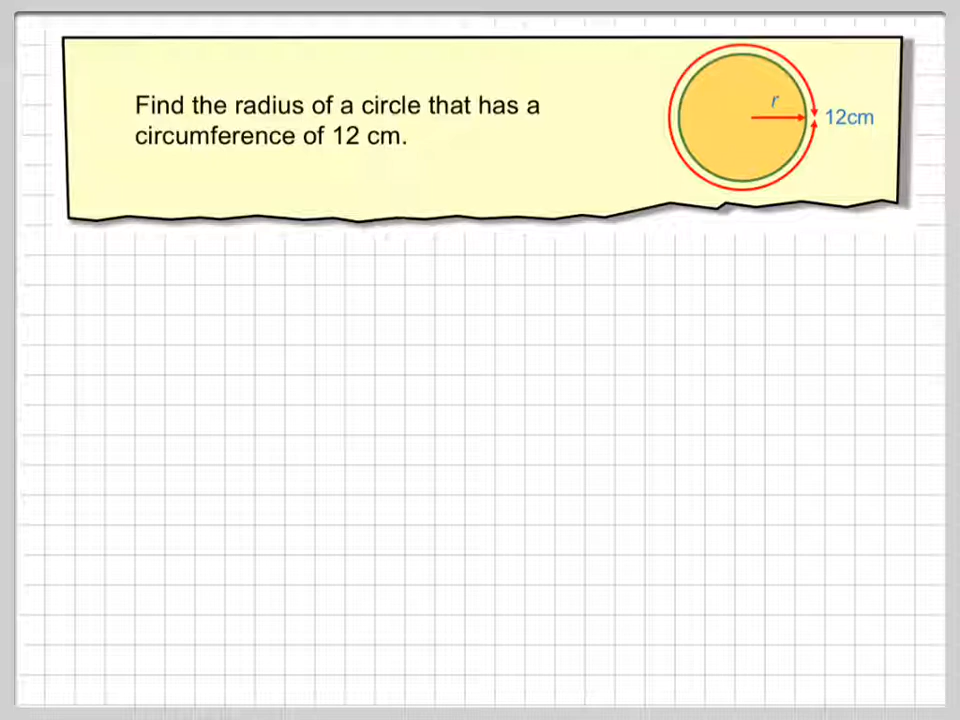 Find the radius of a circle that has a
circumference of 12 cm.
r
12cm